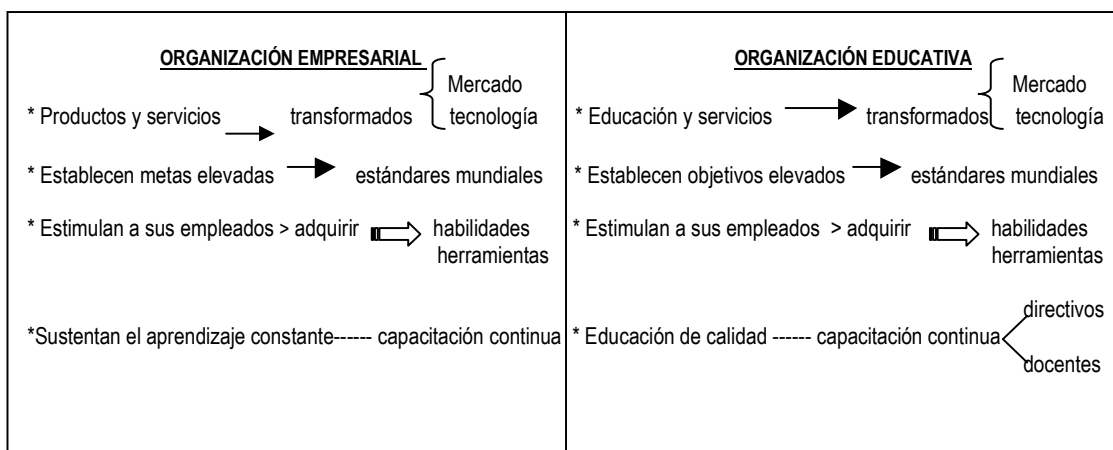 ORGANIZACIÓN EMPRESARIAL
Mercado
* Productos y servicios transformados tecnología
* Establecen metas elevadas estándares mundiales
* Estimulan a sus empleados > adquirir habilidades
herramientas
*Sustentan el aprendizaje constante------ capacitación continua
ORGANIZACIÓN EDUCATIVA
Mercado
* Educación y servicios transformados tecnología
* Establecen objetivos elevados estándares mundiales
* Estimulan a sus empleados > adquirir habilidades
herramientas
directivos
* Educación de calidad ------ capacitación continua
docentes